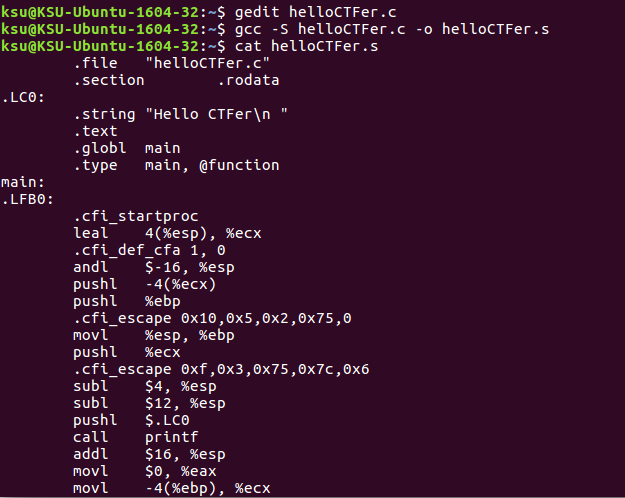 ksu@KSU-Ubuntu-1604-32:~$ gedit helloCTFer.c
ksu@KSU-Ubuntu-1604-32:~$ gcc -S helloCTFer.c -o helloCTFer.s
ksu@KSU-Ubuntu-1604-32:~$ cat helloCTFer.s
        .file   "helloCTFer.c"
        .section        .rodata
.LC0:
        .string "Hello CTFer\n "
        .text
        .globl  main
        .type   main, @function
main:
.LFB0:
        .cfi_startproc
        leal    4(%esp), %ecx
        .cfi_def_cfa 1, 0
        andl    $-16, %esp
        pushl   -4(%ecx)
        pushl   %ebp
        .cfi_escape 0x10,0x5,0x2,0x75,0
        movl    %esp, %ebp
        pushl   %ecx
        .cfi_escape 0xf,0x3,0x75,0x7c,0x6
        subl    $4, %esp
        subl    $12, %esp
        pushl   $.LC0
        call    printf
        addl    $16, %esp
        movl    $0, %eax
        movl    -4(%ebp), %ecx